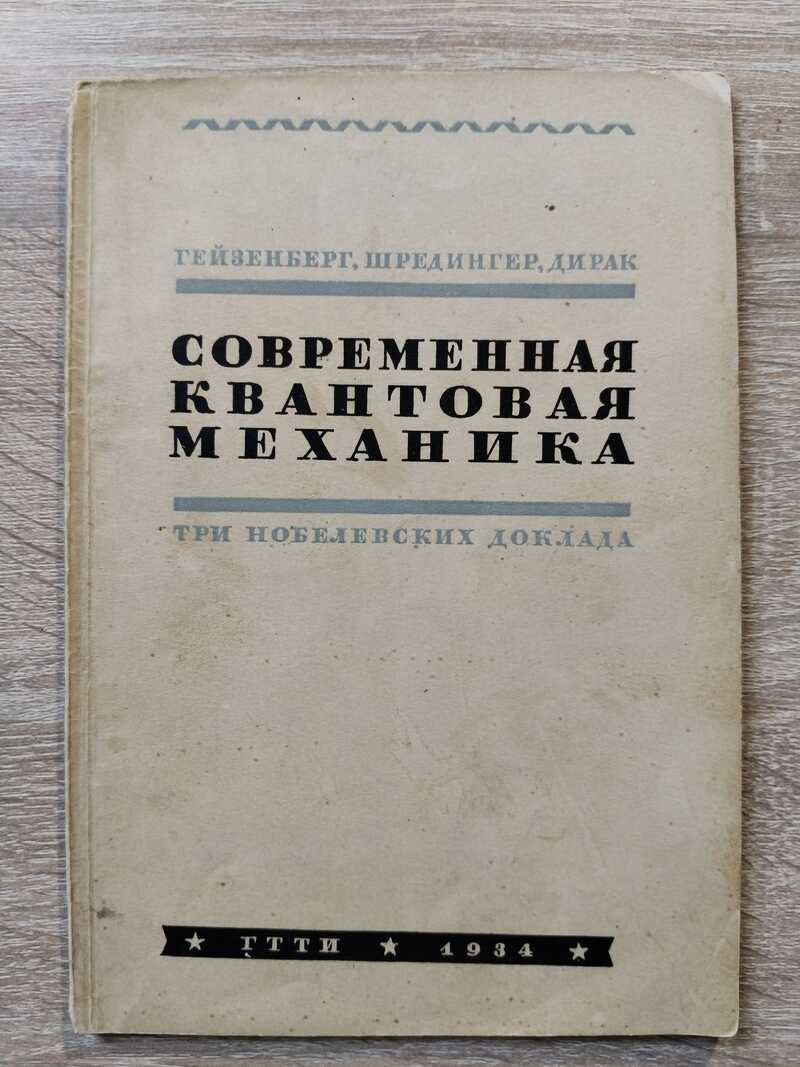 ГЕЙЗЕНБЕРГ, ШРЕДИНГЕР, ДИРАК
СОВРЕМЕННАЯ
КВАНТОВАЯ
МЕХАНИКА
ТРИ НОБЕЛЕВСКИХ ДОКЛАДА
★ ГТТИ ★ 1934 ★